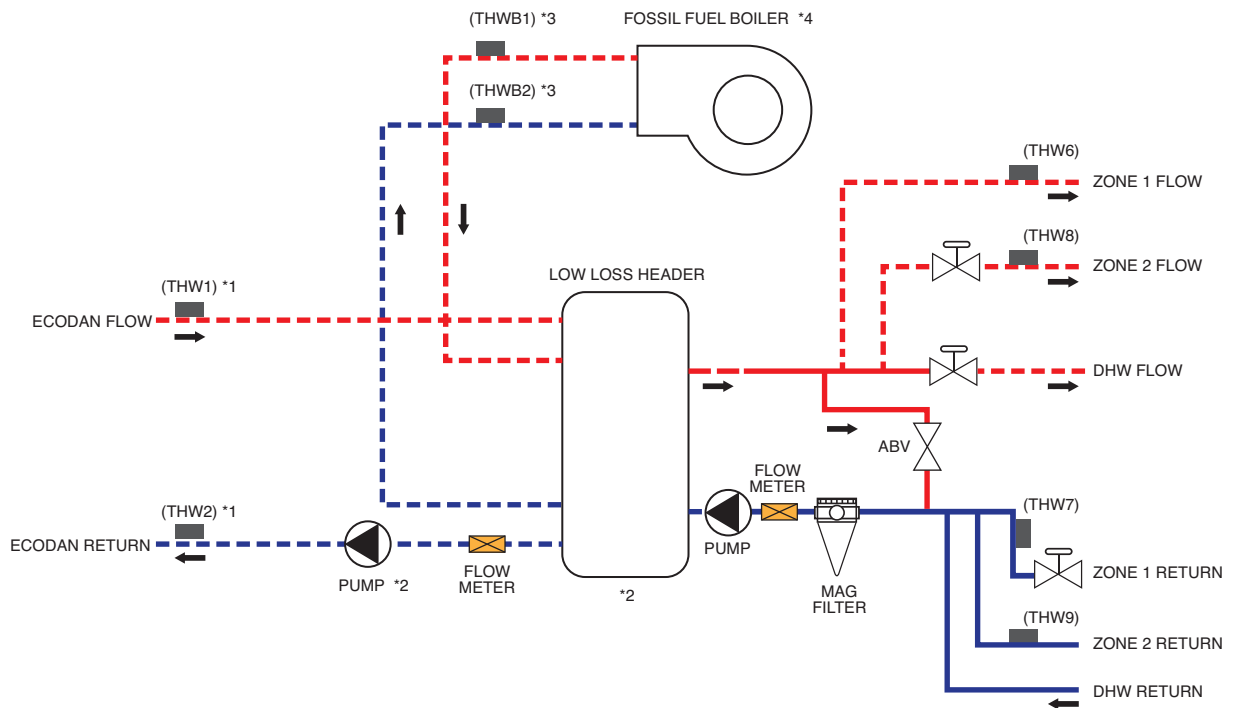 (THWB1) *3
FOSSIL FUEL BOILER *4
(THWB2) *3
(THW6)
ZONE 1 FLOW
(THW8)
ZONE 2 FLOW
LOW LOSS HEADER
(THW1) *1
ECODAN FLOW
DHW FLOW
ABV
FLOW
METER
(THW7)
(THW2) *1
ECODAN RETURN
PUMP *2
FLOW
METER
*2
PUMP
MAG
FILTER
ZONE 1 RETURN
(THW9)
ZONE 2 RETURN
DHW RETURN